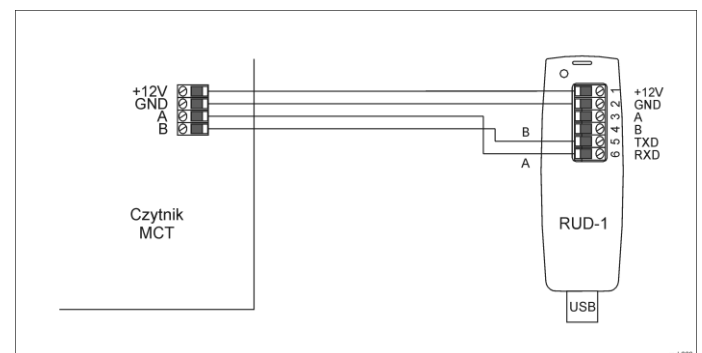 +12V
GND
A
B
Czytnik
MCT
B
A
1
2
3
4
5
6
+12V
GND
A
B
TXD
RXD
RUD-1
USB